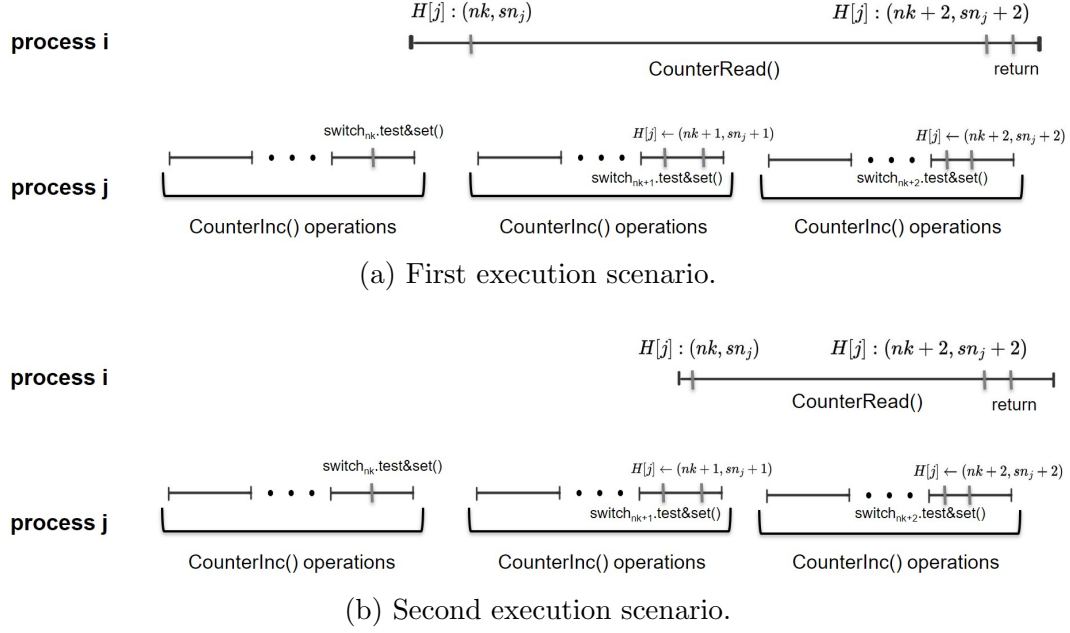 H[j] : (nk, sn_j) H[j] : (nk + 2, sn_j + 2)
process i
CounterRead() return
switch_nk.test&set() H[j] ← (nk + 1, sn_j + 1) H[j] ← (nk + 2, sn_j + 2)
• • • • • • • • •
process j switch_nk+1.test&set() switch_nk+2.test&set()
CounterInc() operations CounterInc() operations CounterInc() operations
(a) First execution scenario.
H[j] : (nk, sn_j) H[j] : (nk + 2, sn_j + 2)
process i
CounterRead() return
switch_nk.test&set() H[j] ← (nk + 1, sn_j + 1) H[j] ← (nk + 2, sn_j + 2)
• • • • • • • • •
process j switch_nk+1.test&set() switch_nk+2.test&set()
CounterInc() operations CounterInc() operations CounterInc() operations
(b) Second execution scenario.